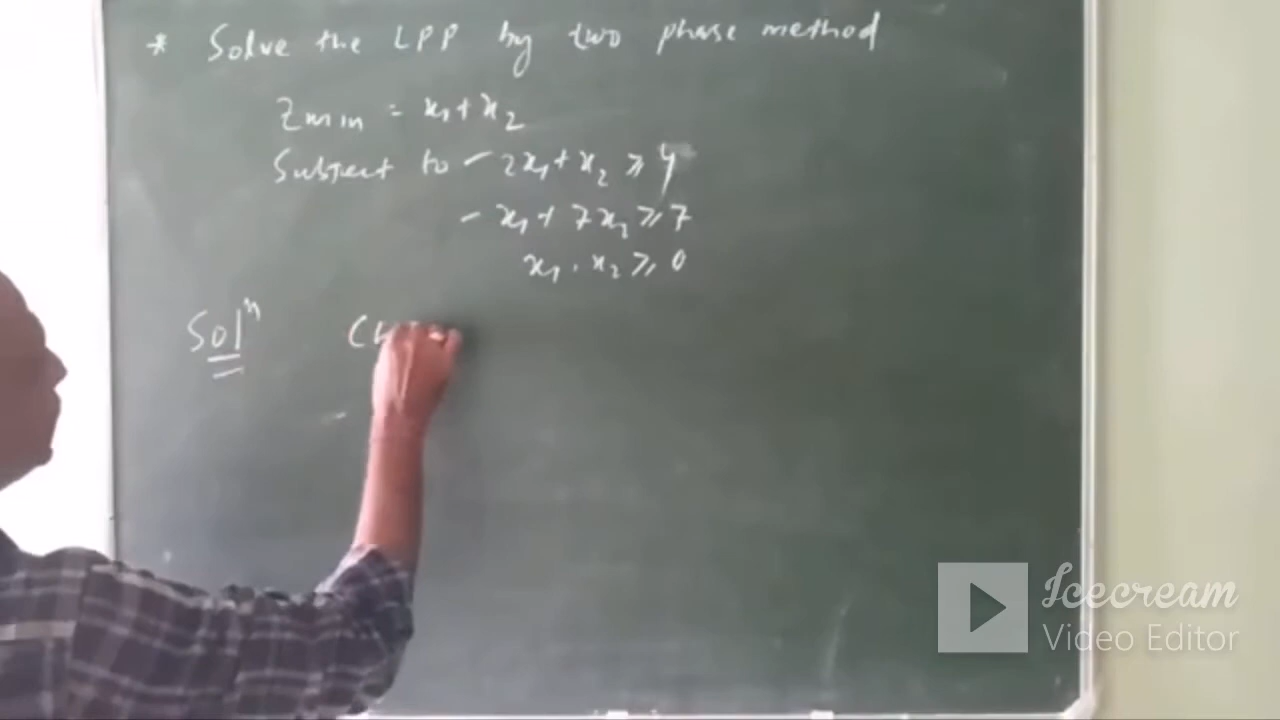 * Solve the LPP by two phase method
Zmin = x₁ + x₂
Subject to - 2x₁ + x₂ ≥ 4
- x₁ + 7x₂ ≥ 7
x₁, x₂ ≥ 0
Solⁿ
Icecream
Video Editor